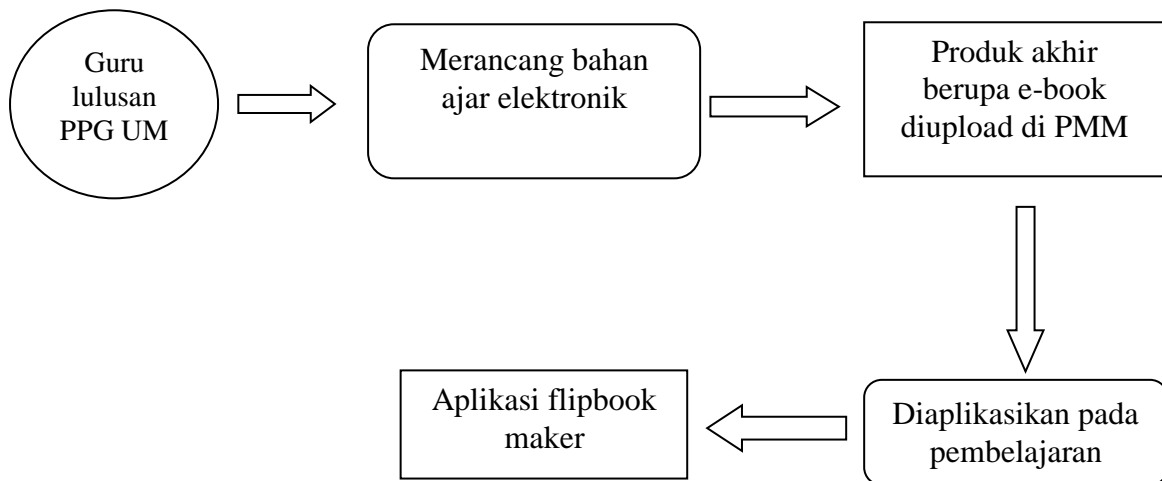 Guru
lulusan
PPG UM
Merancang bahan
ajar elektronik
Produk akhir
berupa e-book
diupload di PMM
Diaplikasikan pada
pembelajaran
Aplikasi flipbook
maker